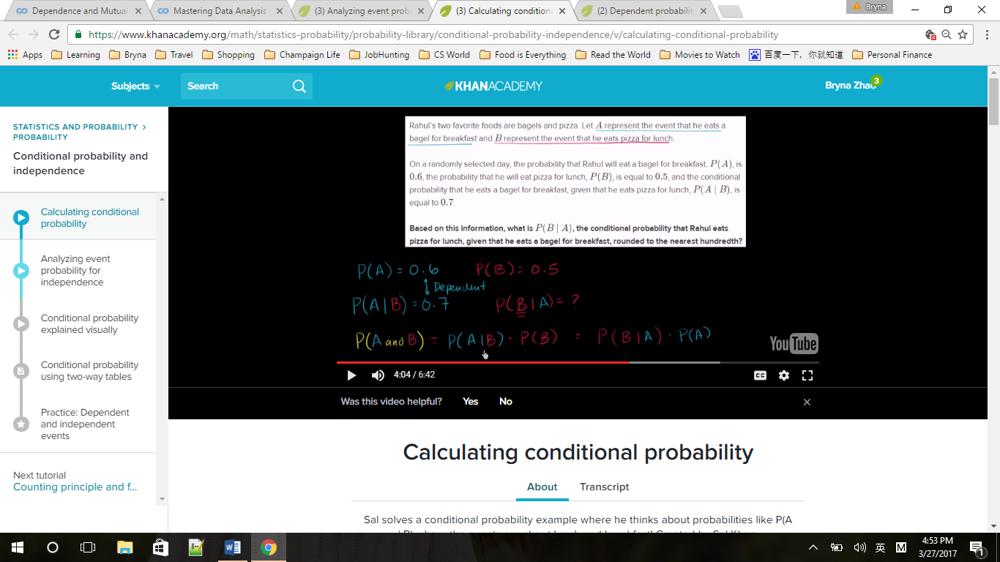 Dependence and Mutual
Mastering Data Analysis
(3) Analyzing event prob
(3) Calculating condition
(2) Dependent probabilit
Bryna
https://www.khanacademy.org/math/statistics-probability/probability-library/conditional-probability-independence/v/calculating-conditional-probability
Apps Learning Bryna Travel Shopping Champaign Life JobHunting CS World Food is Everything Read the World Movies to Watch 百度一下，你就知道 Personal Finance
Subjects Search KHANACADEMY Bryna Zhao 3
STATISTICS AND PROBABILITY >
PROBABILITY
Conditional probability and
independence
Calculating conditional
probability
Analyzing event
probability for
independence
Conditional probability
explained visually
Conditional probability
using two-way tables
Practice: Dependent
and independent
events
Next tutorial
Counting principle and f...
Rahul's two favorite foods are bagels and pizza. Let A represent the event that he eats a
bagel for breakfast and B represent the event that he eats pizza for lunch.
On a randomly selected day, the probability that Rahul will eat a bagel for breakfast, P(A), is
0.6, the probability that he will eat pizza for lunch, P(B), is equal to 0.5, and the conditional
probability that he eats a bagel for breakfast, given that he eats pizza for lunch, P(A | B), is
equal to 0.7.
Based on this information, what is P(B | A), the conditional probability that Rahul eats
pizza for lunch, given that he eats a bagel for breakfast, rounded to the nearest hundredth?
P(A) = 0.6 P(B) = 0.5
Dependent
P(A|B) = 0.7 P(B|A) = ?
P(A and B) = P(A|B) · P(B) = P(B|A) · P(A)
YouTube
4:04 / 6:42
CC
Was this video helpful? Yes No
Calculating conditional probability
About Transcript
Sal solves a conditional probability example where he thinks about probabilities like P(A
英 M 4:53 PM
3/27/2017
1